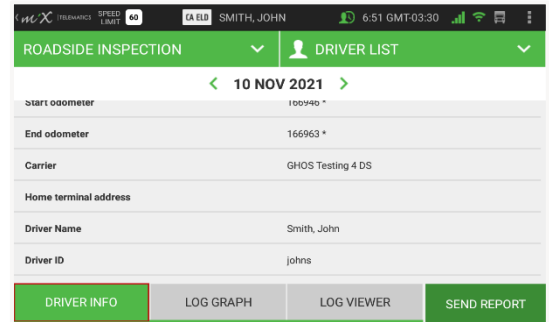 mix TELEMATICS SPEED LIMIT 60 CA ELD SMITH, JOHN 6:51 GMT-03:30
ROADSIDE INSPECTION DRIVER LIST
10 NOV 2021
Start odometer 166946 *
End odometer 166963 *
Carrier GHOS Testing 4 DS
Home terminal address
Driver Name Smith, John
Driver ID johns
DRIVER INFO LOG GRAPH LOG VIEWER SEND REPORT